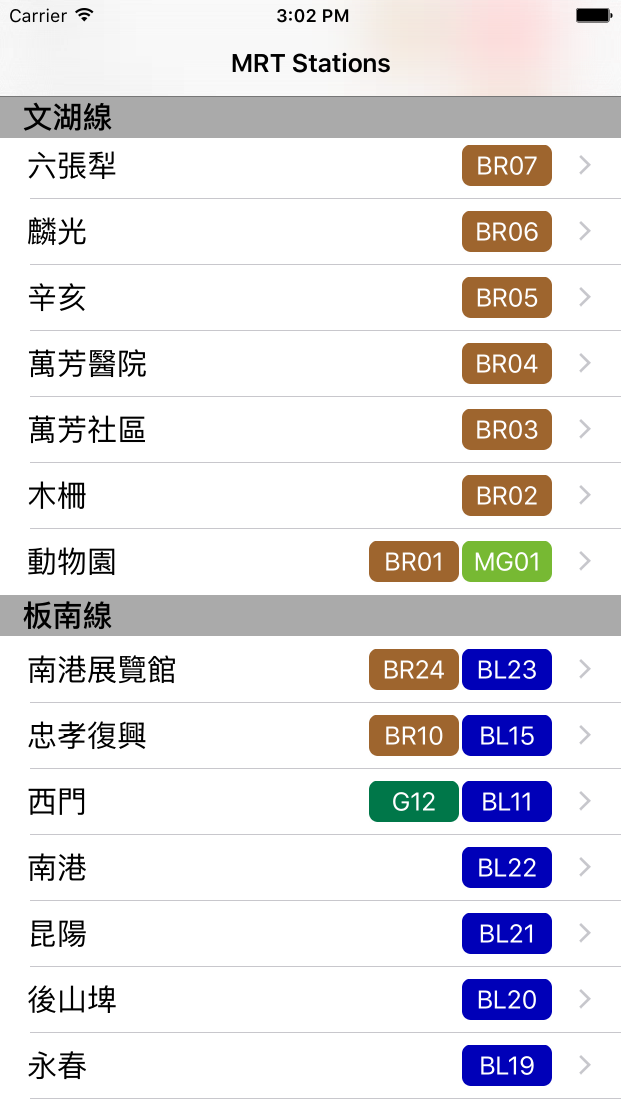 Carrier 3:02 PM
MRT Stations
文湖線
六張犁 BR07
麟光 BR06
辛亥 BR05
萬芳醫院 BR04
萬芳社區 BR03
木柵 BR02
動物園 BR01 MG01
板南線
南港展覽館 BR24 BL23
忠孝復興 BR10 BL15
西門 G12 BL11
南港 BL22
昆陽 BL21
後山埤 BL20
永春 BL19